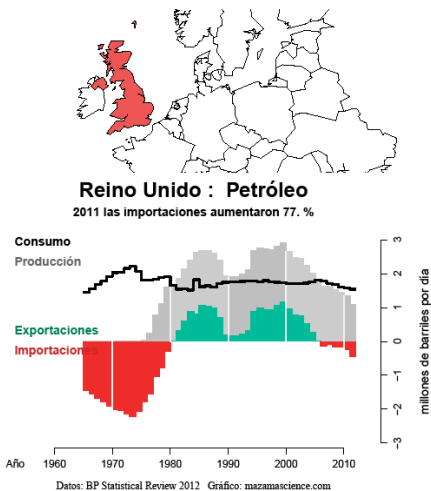 Reino Unido : Petróleo
2011 las importaciones aumentaron 77. %
Consumo
Producción
Exportaciones
Importaciones
3
2
1
0
−1
−2
−3
millones de barriles por día
Año 1960 1970 1980 1990 2000 2010
Datos: BP Statistical Review 2012 Gráfico: mazamascience.com